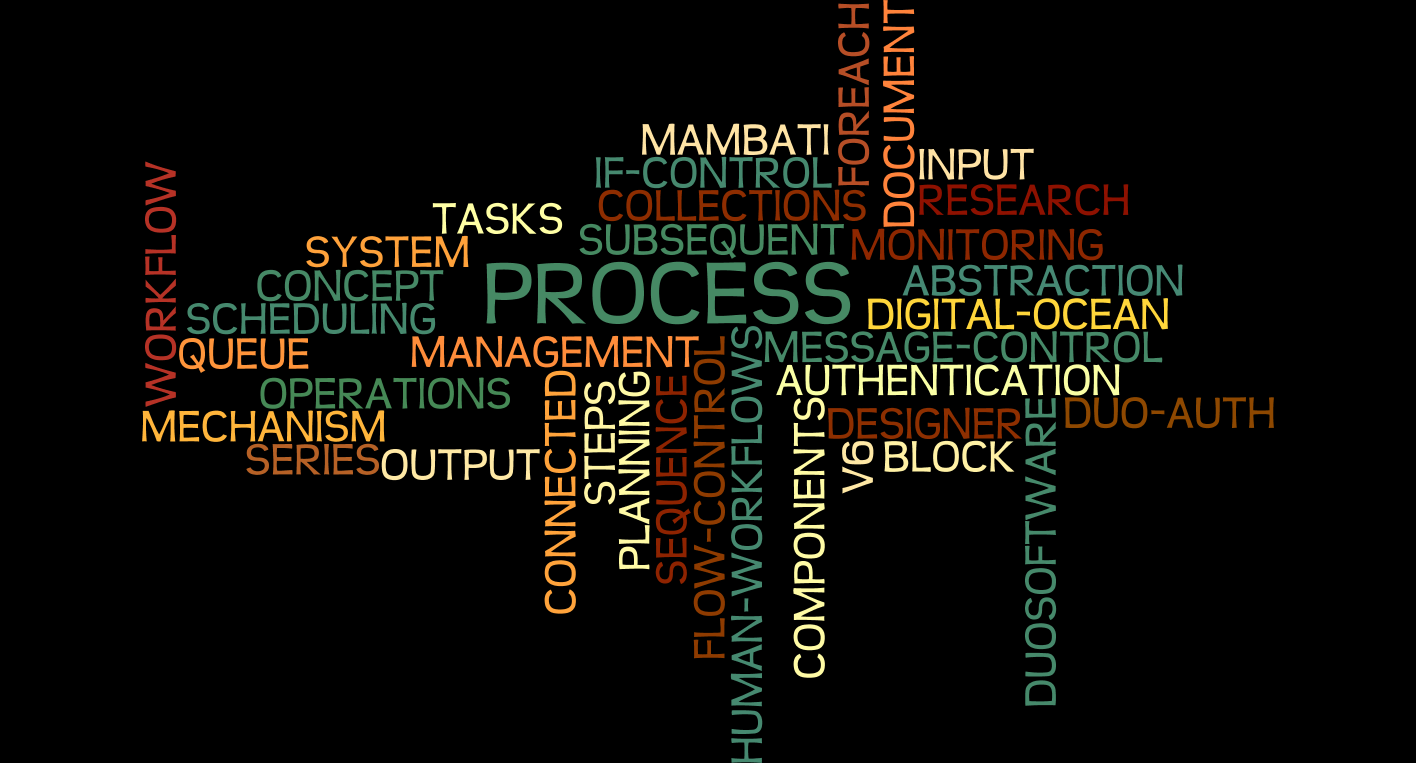 FOREACH
DOCUMENT
MAMBATI
INPUT
IF-CONTROL
WORKFLOW
COLLECTIONS
RESEARCH
TASKS
SUBSEQUENT
MONITORING
SYSTEM
PROCESS
CONCEPT
ABSTRACTION
SCHEDULING
DIGITAL-OCEAN
QUEUE
MANAGEMENT
MESSAGE-CONTROL
OPERATIONS
AUTHENTICATION
MECHANISM
DESIGNER
DUO-AUTH
SERIES
OUTPUT
CONNECTED
STEPS
PLANNING
SEQUENCE
FLOW-CONTROL
HUMAN-WORKFLOWS
COMPONENTS
V6
BLOCK
DUOSOFTWARE